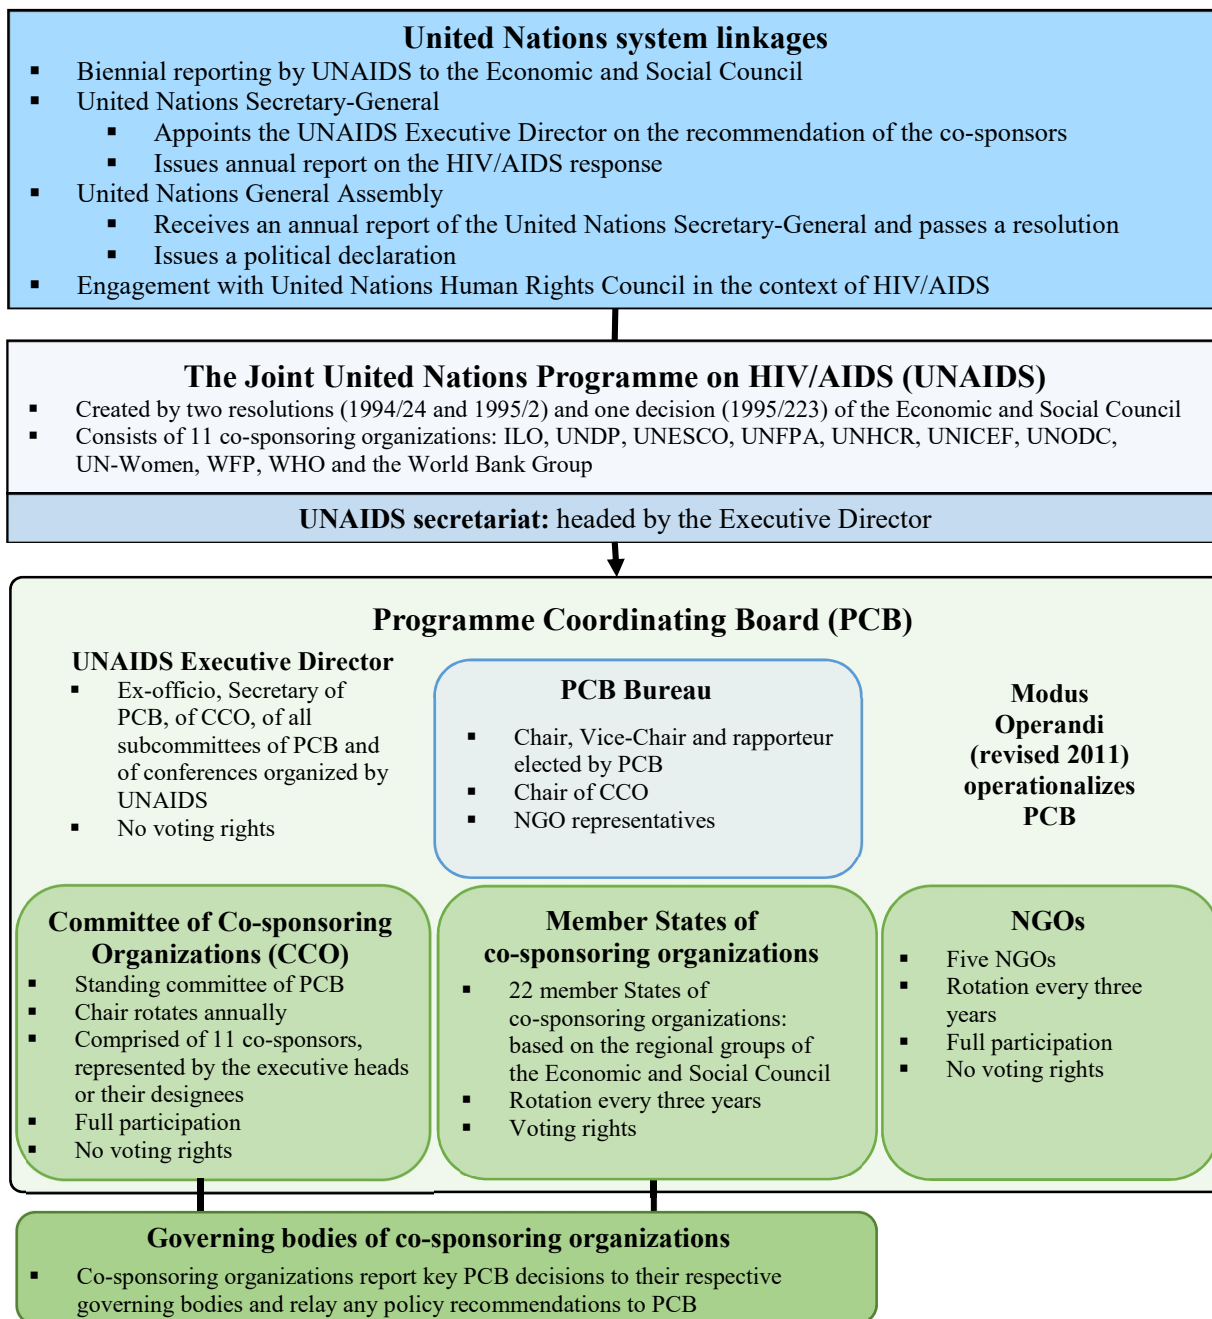 United Nations system linkages
▪ Biennial reporting by UNAIDS to the Economic and Social Council
▪ United Nations Secretary-General
▪ Appoints the UNAIDS Executive Director on the recommendation of the co-sponsors
▪ Issues annual report on the HIV/AIDS response
▪ United Nations General Assembly
▪ Receives an annual report of the United Nations Secretary-General and passes a resolution
▪ Issues a political declaration
▪ Engagement with United Nations Human Rights Council in the context of HIV/AIDS
The Joint United Nations Programme on HIV/AIDS (UNAIDS)
▪ Created by two resolutions (1994/24 and 1995/2) and one decision (1995/223) of the Economic and Social Council
▪ Consists of 11 co-sponsoring organizations: ILO, UNDP, UNESCO, UNFPA, UNHCR, UNICEF, UNODC,
UN-Women, WFP, WHO and the World Bank Group
UNAIDS secretariat: headed by the Executive Director
Programme Coordinating Board (PCB)
UNAIDS Executive Director
▪ Ex-officio, Secretary of
PCB, of CCO, of all
subcommittees of PCB and
of conferences organized by
UNAIDS
▪ No voting rights
PCB Bureau
▪ Chair, Vice-Chair and rapporteur
elected by PCB
▪ Chair of CCO
▪ NGO representatives
Modus
Operandi
(revised 2011)
operationalizes
PCB
Committee of Co-sponsoring
Organizations (CCO)
▪ Standing committee of PCB
▪ Chair rotates annually
▪ Comprised of 11 co-sponsors,
represented by the executive heads
or their designees
▪ Full participation
▪ No voting rights
Member States of
co-sponsoring organizations
▪ 22 member States of
co-sponsoring organizations:
based on the regional groups of
the Economic and Social Council
▪ Rotation every three years
▪ Voting rights
NGOs
▪ Five NGOs
▪ Rotation every three
years
▪ Full participation
▪ No voting rights
Governing bodies of co-sponsoring organizations
▪ Co-sponsoring organizations report key PCB decisions to their respective
governing bodies and relay any policy recommendations to PCB